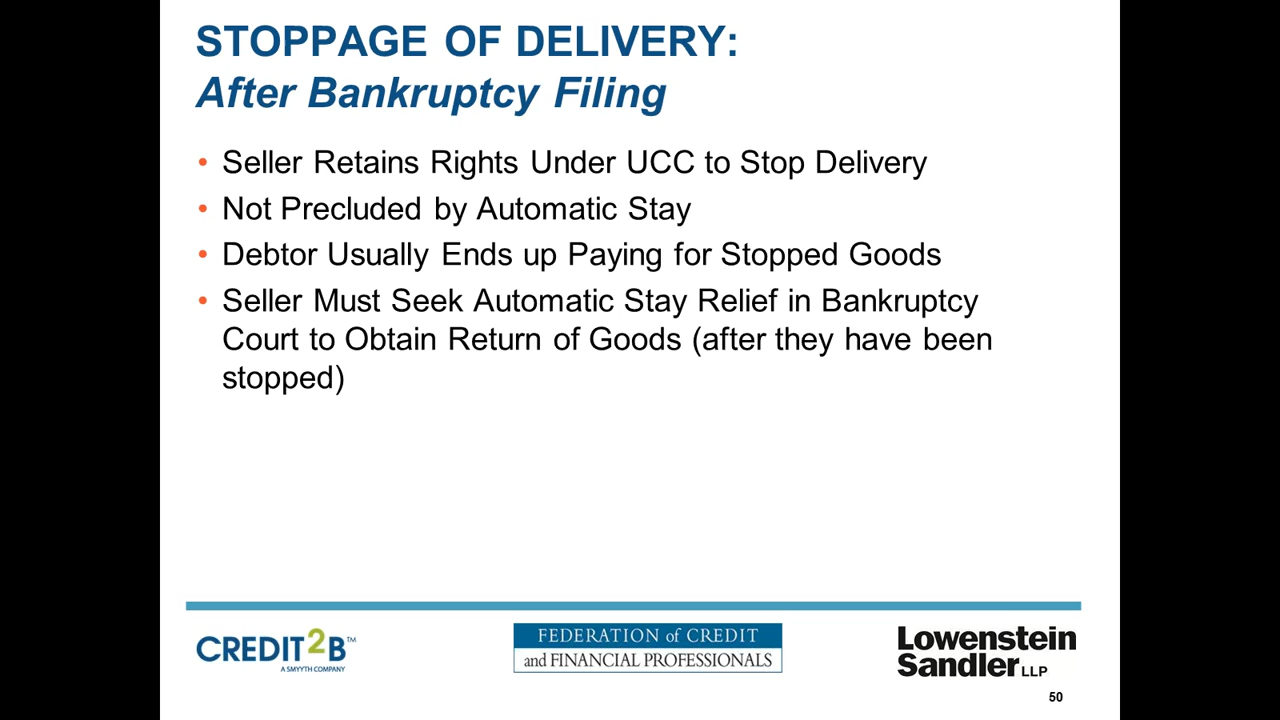 STOPPAGE OF DELIVERY:
After Bankruptcy Filing
• Seller Retains Rights Under UCC to Stop Delivery
• Not Precluded by Automatic Stay
• Debtor Usually Ends up Paying for Stopped Goods
• Seller Must Seek Automatic Stay Relief in Bankruptcy
Court to Obtain Return of Goods (after they have been
stopped)
CREDIT2B™
A SMYYTH COMPANY
FEDERATION of CREDIT
and FINANCIAL PROFESSIONALS
Lowenstein
Sandler LLP
50